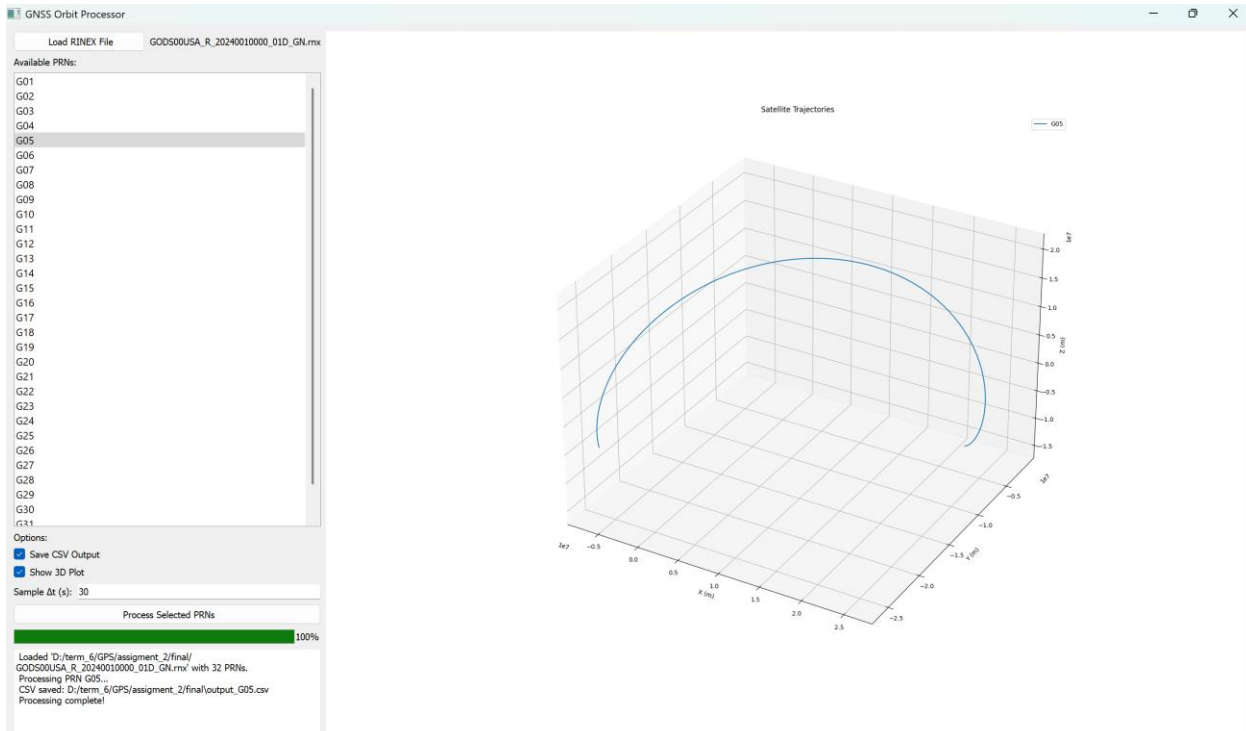 GNSS Orbit Processor
Load RINEX File GODS00USA_R_20240010000_01D_GN.rnx
Available PRNs:
G01
G02
G03
G04
G05
G06
G07
G08
G09
G10
G11
G12
G13
G14
G15
G16
G17
G18
G19
G20
G21
G22
G23
G24
G25
G26
G27
G28
G29
G30
G31
Options:
Save CSV Output
Show 3D Plot
Sample Δt (s): 30
Process Selected PRNs
100%
Loaded 'D:/term_6/GPS/assigment_2/final/
GODS00USA_R_20240010000_01D_GN.rnx' with 32 PRNs.
Processing PRN G05...
CSV saved: D:/term_6/GPS/assigment_2/final\output_G05.csv
Processing complete!
Satellite Trajectories
G05
1e7
2.0
1.5
1.0
0.5
0.0
−0.5
−1.0
−1.5
Z (m)
1e7
−0.5
−1.0
−1.5
−2.0
−2.5
Y (m)
1e7
−0.5
0.0
0.5
1.0
1.5
2.0
2.5
X (m)